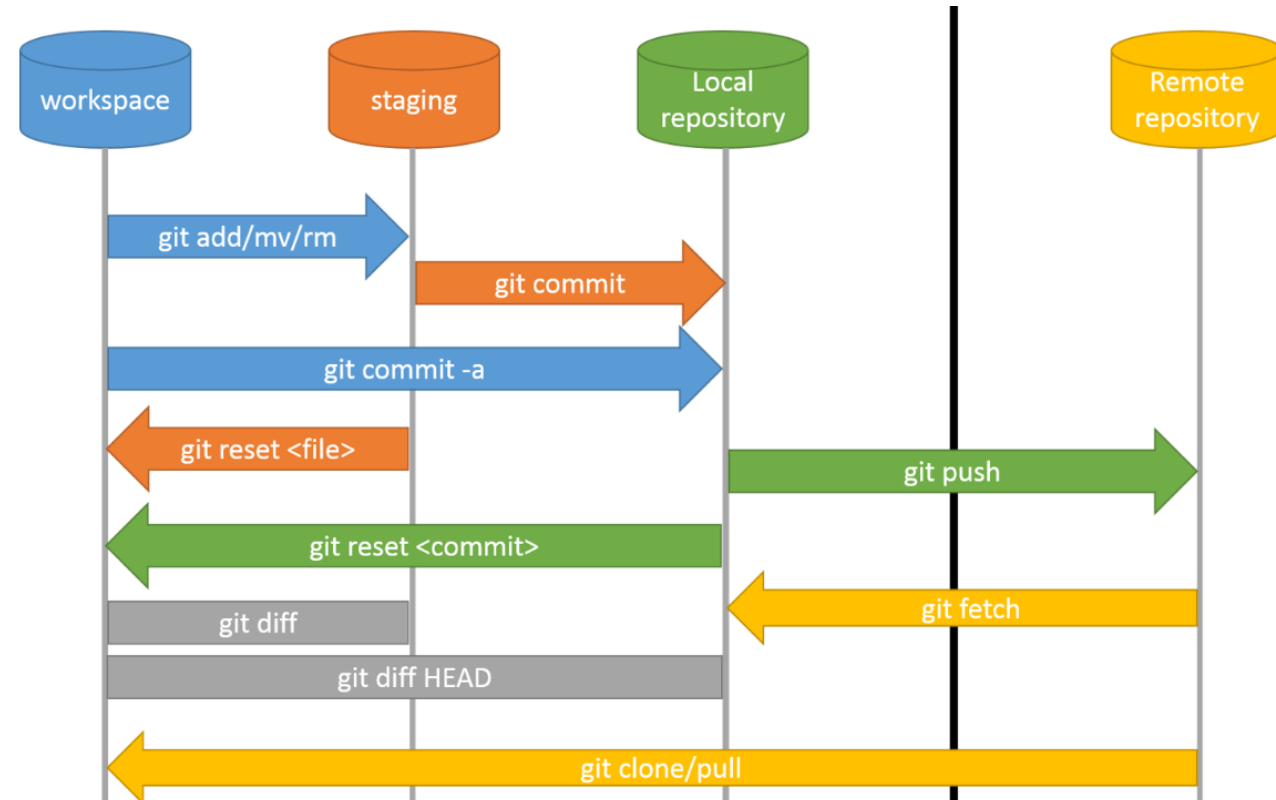 workspace
staging
Local
repository
Remote
repository
git add/mv/rm
git commit
git commit -a
git reset <file>
git push
git reset <commit>
git fetch
git diff
git diff HEAD
git clone/pull